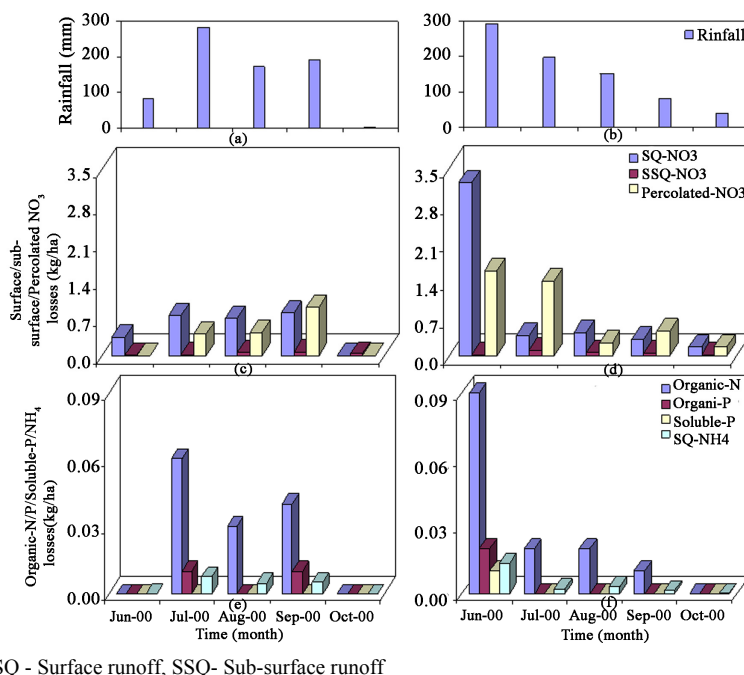 300
200
100
0
Rainfall (mm)
(a)
300
200
100
0
Rinfall
(b)
3.5
2.8
2.1
1.4
0.7
0.0
Surface/sub-
surface/Percolated NO3
losses (kg/ha)
(c)
3.5
2.8
2.1
1.4
0.7
0.0
SQ-NO3
SSQ-NO3
Percolated-NO3
(d)
0.09
0.06
0.03
0.00
Organic-N/P/Soluble-P/NH4
losses(kg/ha)
(e)
Jun-00 Jul-00 Aug-00 Sep-00 Oct-00
Time (month)
0.09
0.06
0.03
0.00
Organic-N
Organi-P
Soluble-P
SQ-NH4
(f)
Jun-00 Jul-00 Aug-00 Sep-00 Oct-00
Time (month)
SQ - Surface runoff, SSQ- Sub-surface runoff